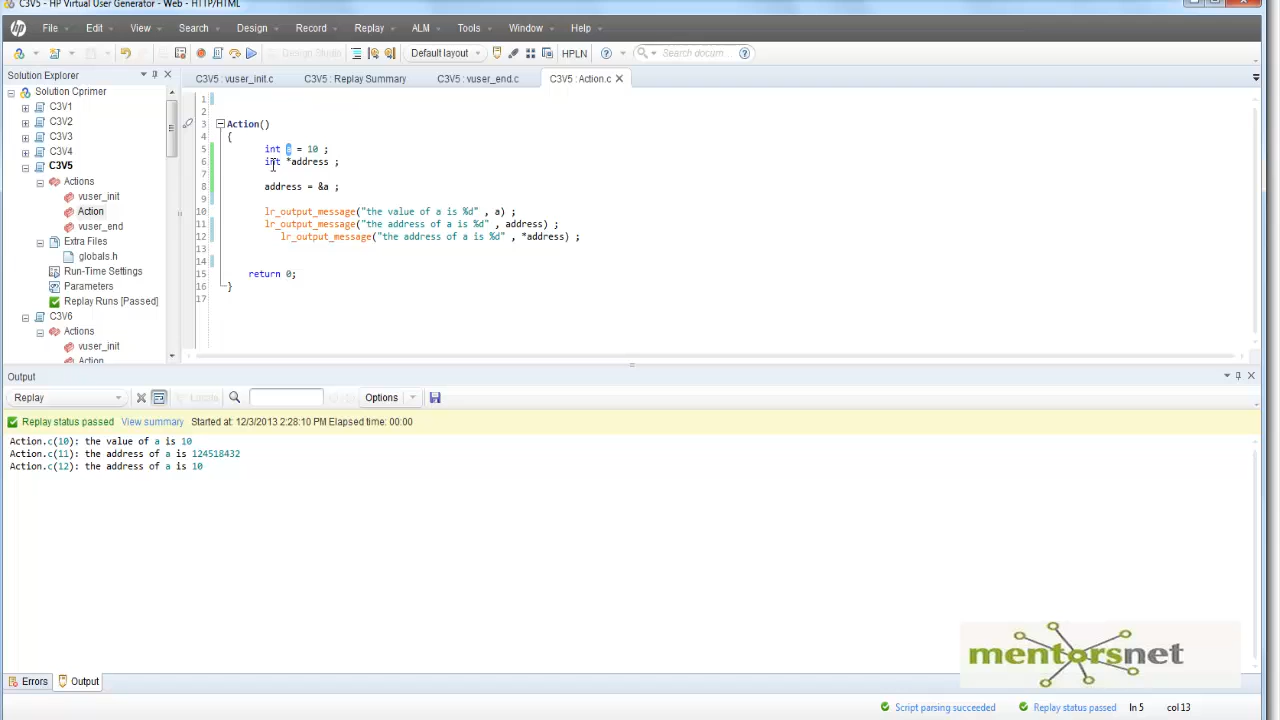 C3V5 - HP Virtual User Generator - Web - HTTP/HTML
hp File Edit View Search Design Record Replay ALM Tools Window Help
Design Studio Default layout HPLN ? Search docum ?
Solution Explorer
C3V5 : vuser_init.c C3V5 : Replay Summary C3V5 : vuser_end.c C3V5 : Action.c
Solution Cprimer
C3V1
C3V2
C3V3
C3V4
C3V5
Actions
vuser_init
Action
vuser_end
Extra Files
globals.h
Run-Time Settings
Parameters
Replay Runs [Passed]
C3V6
Actions
vuser_init
Action
1
2
3 Action()
4 {
5 int a = 10 ;
6 int *address ;
7
8 address = &a ;
9
10 lr_output_message("the value of a is %d" , a) ;
11 lr_output_message("the address of a is %d" , address) ;
12 lr_output_message("the address of a is %d" , *address) ;
13
14
15 return 0;
16 }
17
Output
Replay Locate Options
Replay status passed View summary Started at: 12/3/2013 2:28:10 PM Elapsed time: 00:00
Action.c(10): the value of a is 10
Action.c(11): the address of a is 124518432
Action.c(12): the address of a is 10
mentorsnet
Errors Output
Script parsing succeeded Replay status passed ln 5 col 13